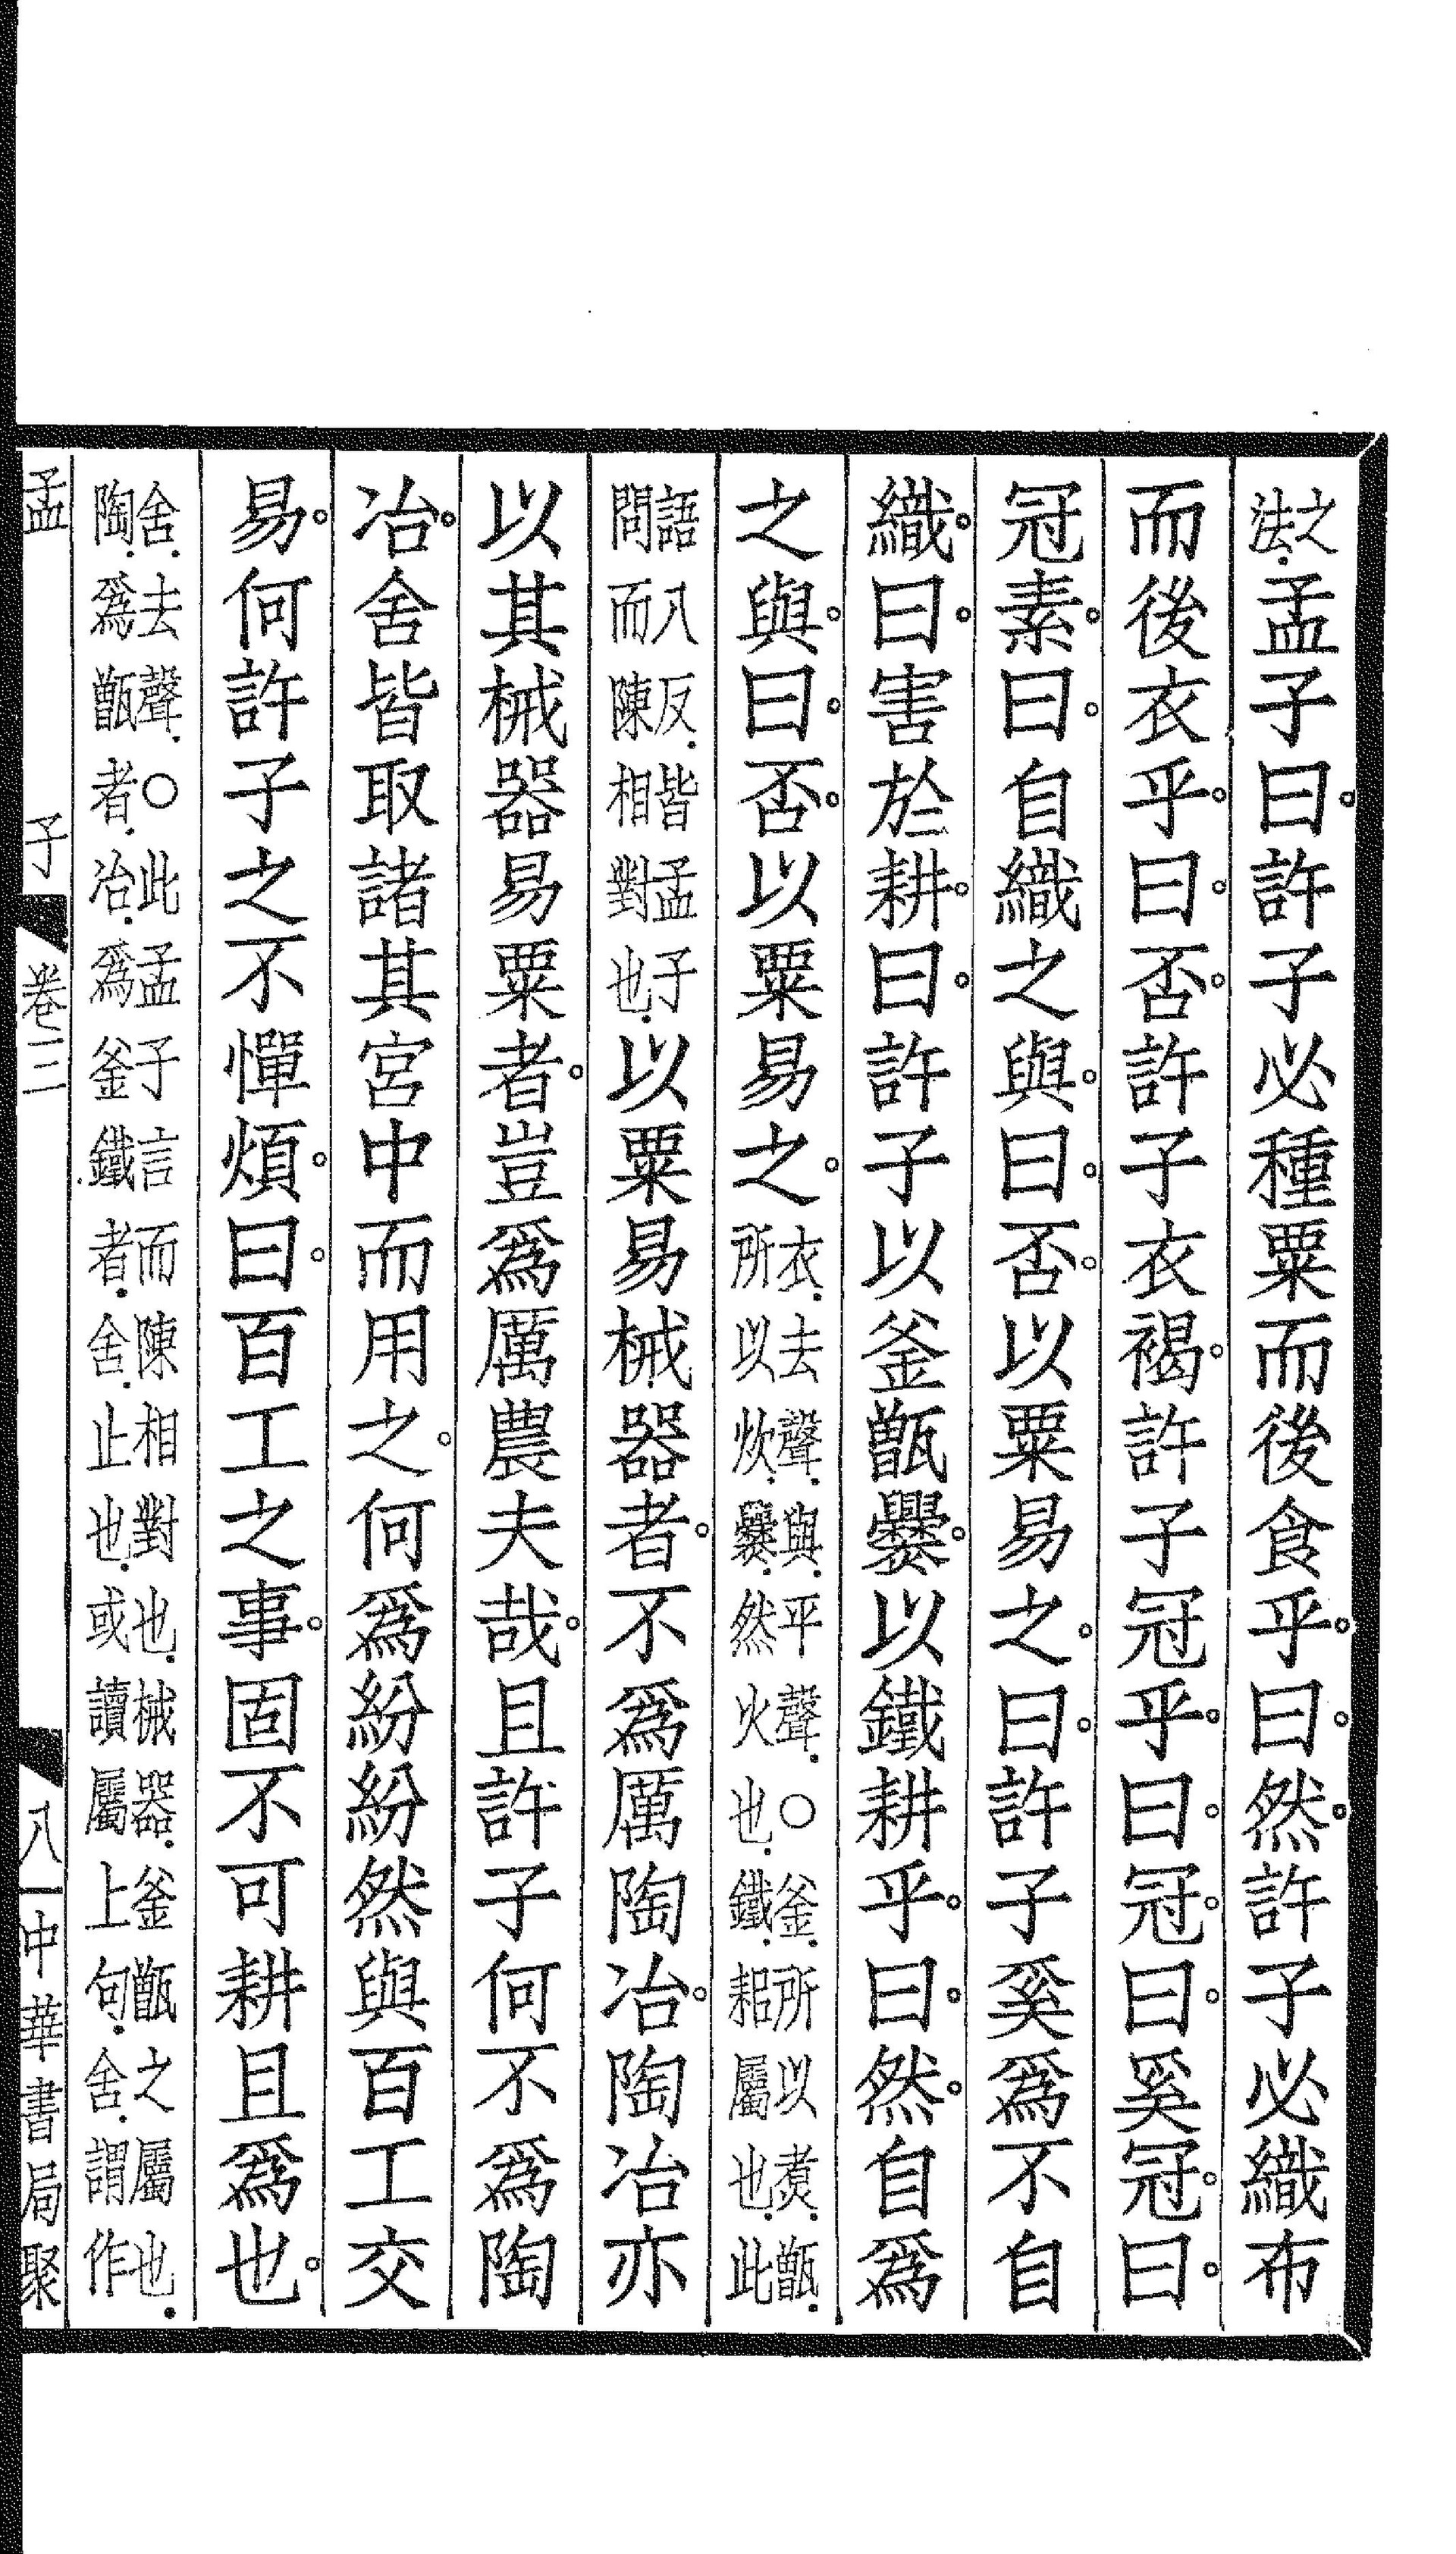 之法．孟子曰。許子必種粟而後食乎。曰。然。許子必織布
而後衣乎。曰。否。許子衣褐。許子冠乎。曰。冠。曰。奚冠。曰。
冠素。曰。自織之與。曰。否。以粟易之。曰。許子奚爲不自
織。曰。害於耕。曰。許子以釜甑爨。以鐵耕乎。曰。然。自爲
之與。曰。否。以粟易之。衣．去聲．與．平聲．○釜．所以煮．甑．
所以炊．爨．然火也．鐵．耜屬也．此
語八反．皆孟子
問而陳相對也．以粟易械器者。不爲厲陶冶。陶冶亦
以其械器易粟者。豈爲厲農夫哉。且許子何不爲陶
冶。舍皆取諸其宮中而用之。何爲紛紛然與百工交
易。何許子之不憚煩。曰。百工之事。固不可耕且爲也。
舍．去聲．○此孟子言而陳相對也．械器．釜甑之屬也．
陶．爲甑者．冶．爲釜鐵者．舍．止也．或讀屬上句．舍．謂作
孟子 卷三 八 中華書局聚